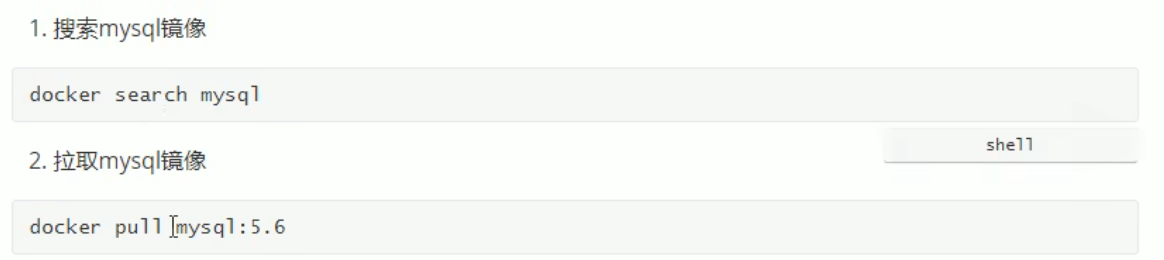 1. 搜索mysql镜像
docker search mysql
shell
2. 拉取mysql镜像
docker pull mysql:5.6